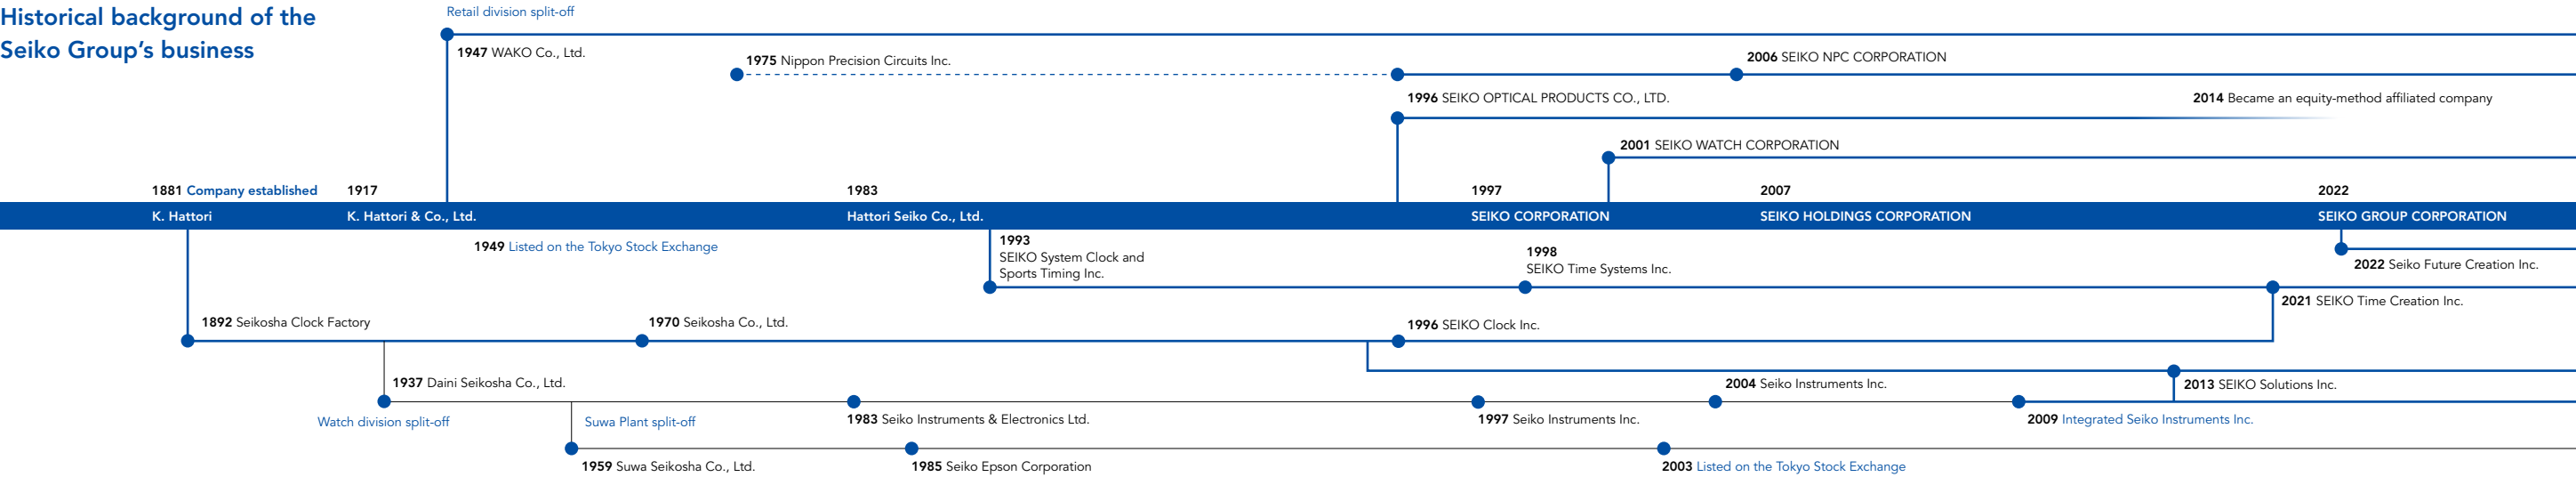 Historical background of the
Seiko Group's business
Retail division split-off
1947 WAKO Co., Ltd.
1975 Nippon Precision Circuits Inc.
2006 SEIKO NPC CORPORATION
1996 SEIKO OPTICAL PRODUCTS CO., LTD.
2014 Became an equity-method affiliated company
2001 SEIKO WATCH CORPORATION
1881 Company established
K. Hattori
1917
K. Hattori & Co., Ltd.
1983
Hattori Seiko Co., Ltd.
1997
SEIKO CORPORATION
2007
SEIKO HOLDINGS CORPORATION
2022
SEIKO GROUP CORPORATION
1949 Listed on the Tokyo Stock Exchange
1993
SEIKO System Clock and
Sports Timing Inc.
1998
SEIKO Time Systems Inc.
2022 Seiko Future Creation Inc.
2021 SEIKO Time Creation Inc.
1892 Seikosha Clock Factory
1970 Seikosha Co., Ltd.
1996 SEIKO Clock Inc.
1937 Daini Seikosha Co., Ltd.
2004 Seiko Instruments Inc.
2013 SEIKO Solutions Inc.
Watch division split-off
Suwa Plant split-off
1983 Seiko Instruments & Electronics Ltd.
1997 Seiko Instruments Inc.
2009 Integrated Seiko Instruments Inc.
1959 Suwa Seikosha Co., Ltd.
1985 Seiko Epson Corporation
2003 Listed on the Tokyo Stock Exchange